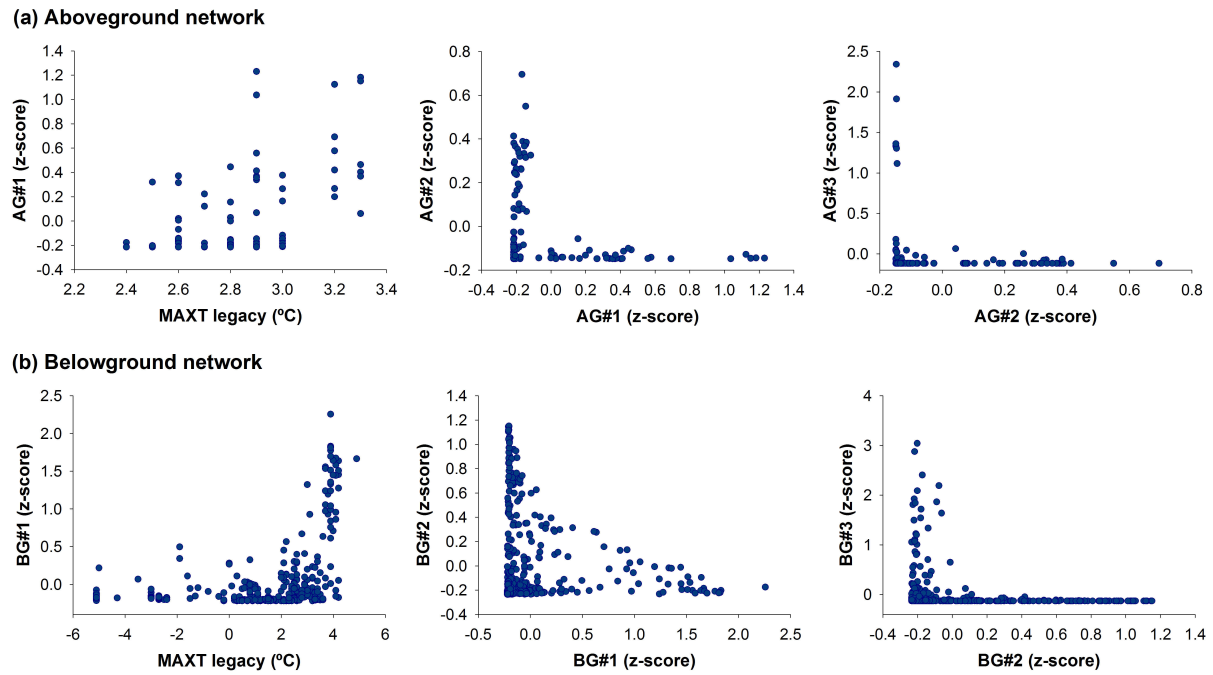 (a) Aboveground network
1.4
1.2
1.0
0.8
0.6
0.4
0.2
0.0
-0.2
-0.4
AG#1 (z-score)
2.2 2.4 2.6 2.8 3.0 3.2 3.4
MAXT legacy (ºC)
0.8
0.6
0.4
0.2
0.0
-0.2
AG#2 (z-score)
-0.4 -0.2 0.0 0.2 0.4 0.6 0.8 1.0 1.2 1.4
AG#1 (z-score)
2.5
2.0
1.5
1.0
0.5
0.0
AG#3 (z-score)
-0.2 0.0 0.2 0.4 0.6 0.8
AG#2 (z-score)
(b) Belowground network
2.5
2.0
1.5
1.0
0.5
0.0
BG#1 (z-score)
-6 -4 -2 0 2 4 6
MAXT legacy (ºC)
1.4
1.2
1.0
0.8
0.6
0.4
0.2
0.0
-0.2
-0.4
BG#2 (z-score)
-0.5 0.0 0.5 1.0 1.5 2.0 2.5
BG#1 (z-score)
4
3
2
1
0
BG#3 (z-score)
-0.4 -0.2 0.0 0.2 0.4 0.6 0.8 1.0 1.2 1.4
BG#2 (z-score)